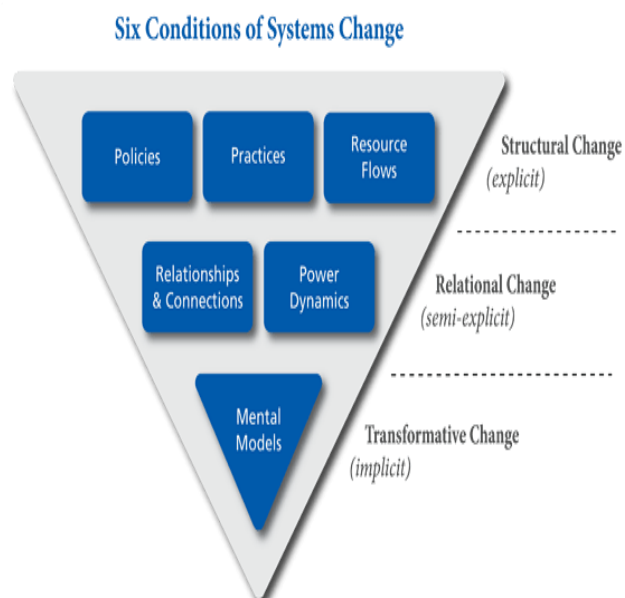 Six Conditions of Systems Change
Policies
Practices
Resource
Flows
Structural Change
(explicit)
Relationships
& Connections
Power
Dynamics
Relational Change
(semi-explicit)
Mental
Models
Transformative Change
(implicit)